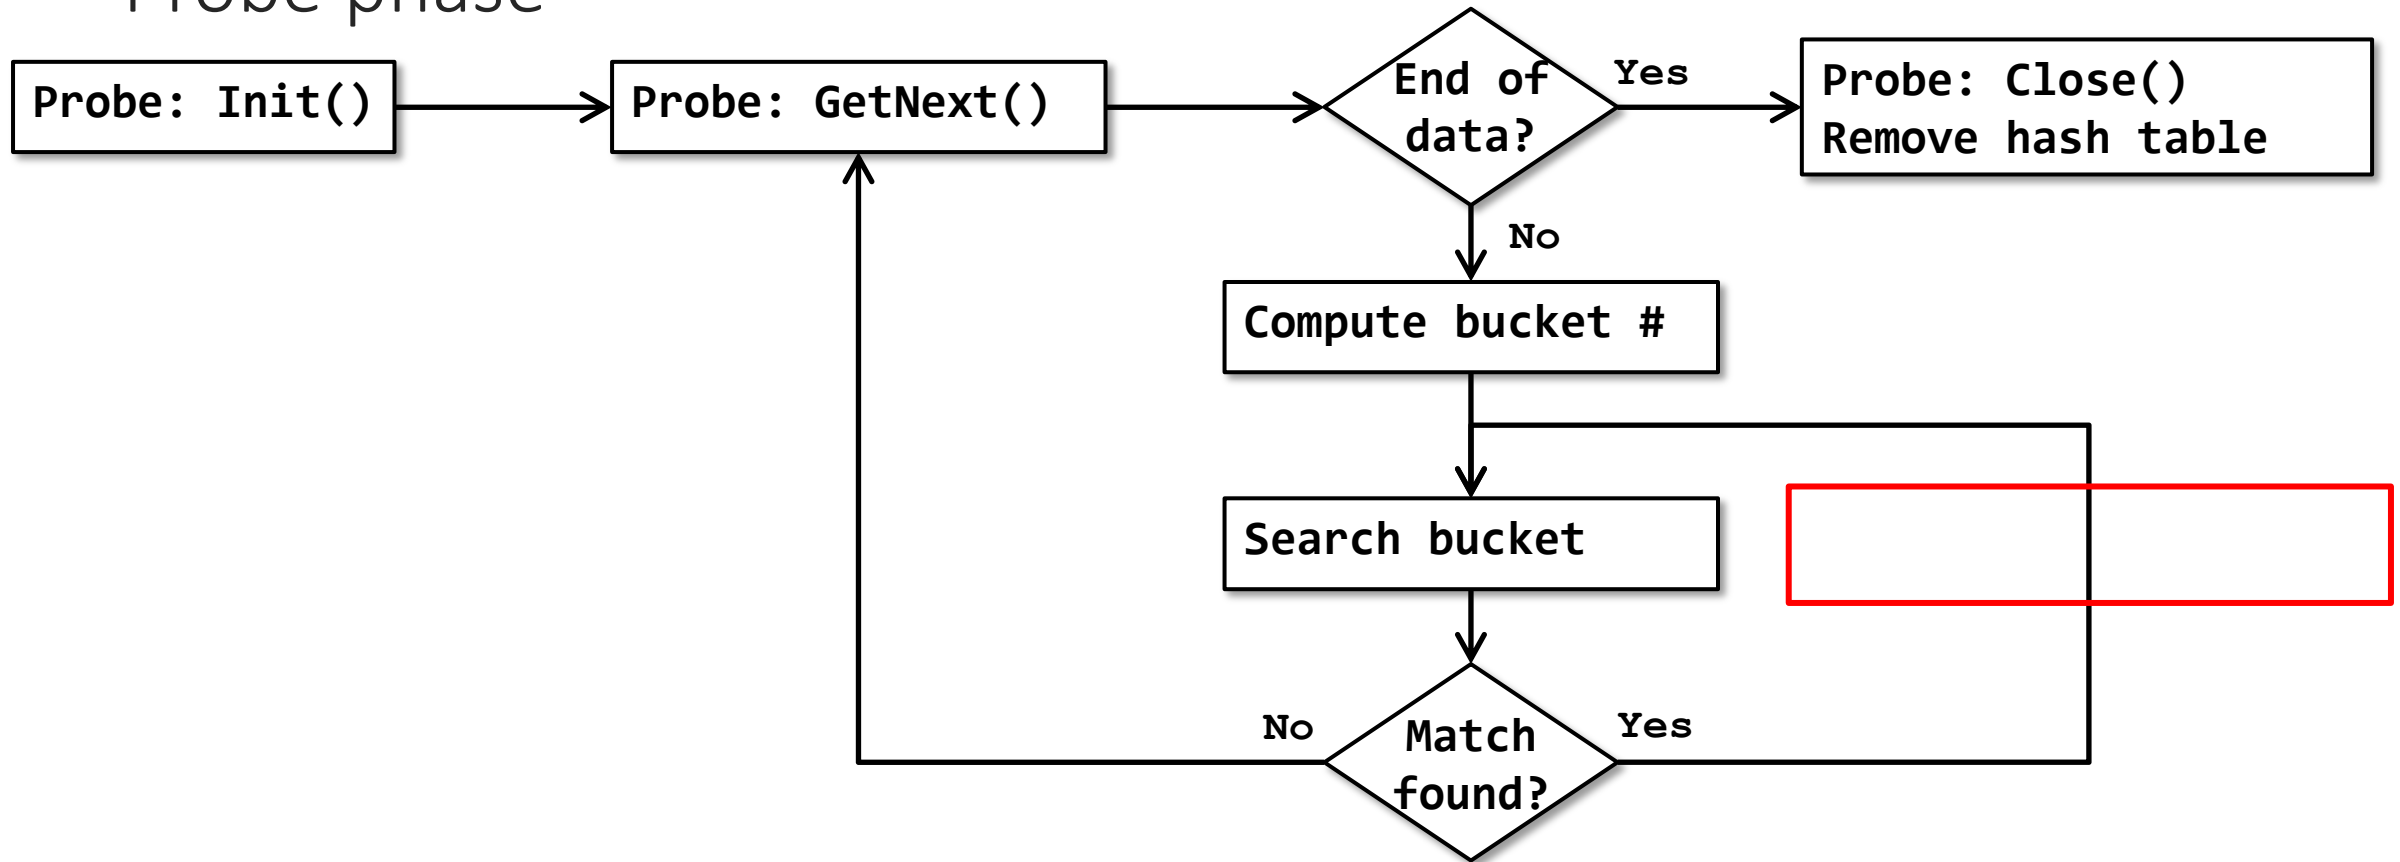 Probe phase
Probe: Init()
Probe: GetNext()
End of
data?
Yes
Probe: Close()
Remove hash table
No
Compute bucket #
Search bucket
No
Match
found?
Yes